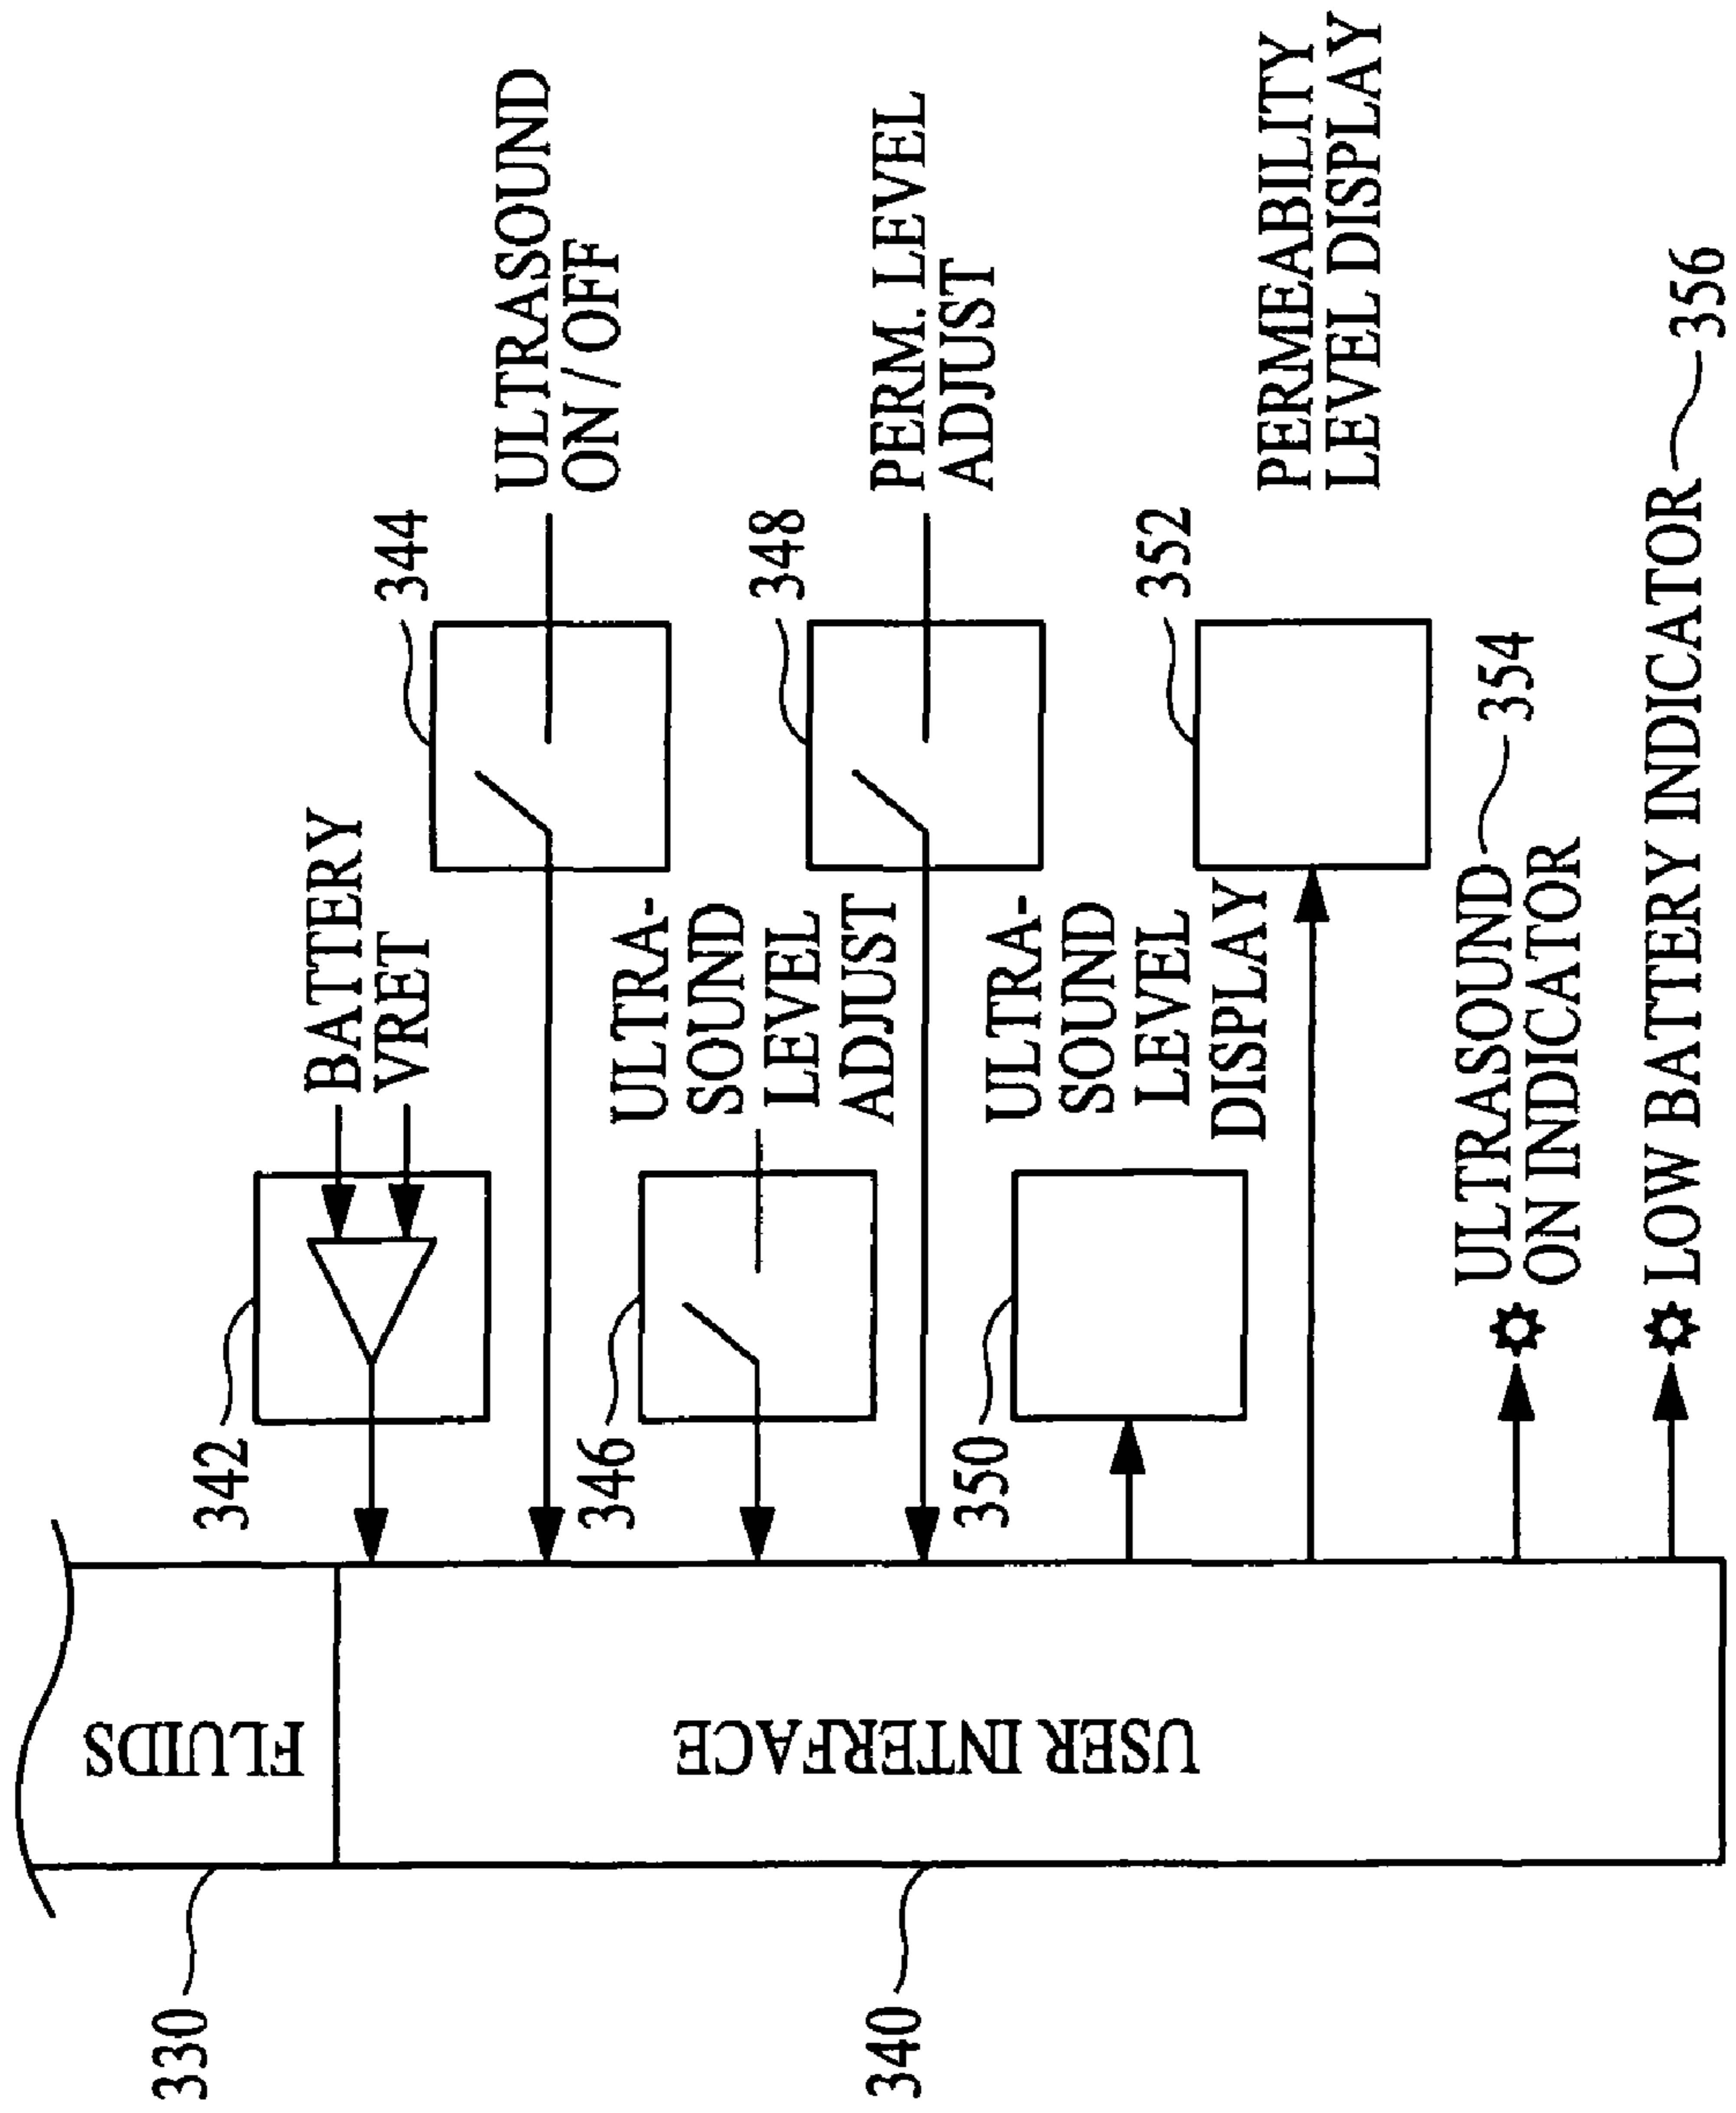 330
FLUIDS
340
USER INTERFACE
342
BATTERY
VRET
344
ULTRASOUND
ON / OFF
346
ULTRA-
SOUND
LEVEL
ADJUST
348
PERM. LEVEL
ADJUST
350
ULTRA-
SOUND
LEVEL
DISPLAY
352
PERMEABILITY
LEVEL DISPLAY
ULTRASOUND 354
ON INDICATOR
LOW BATTERY INDICATOR 356